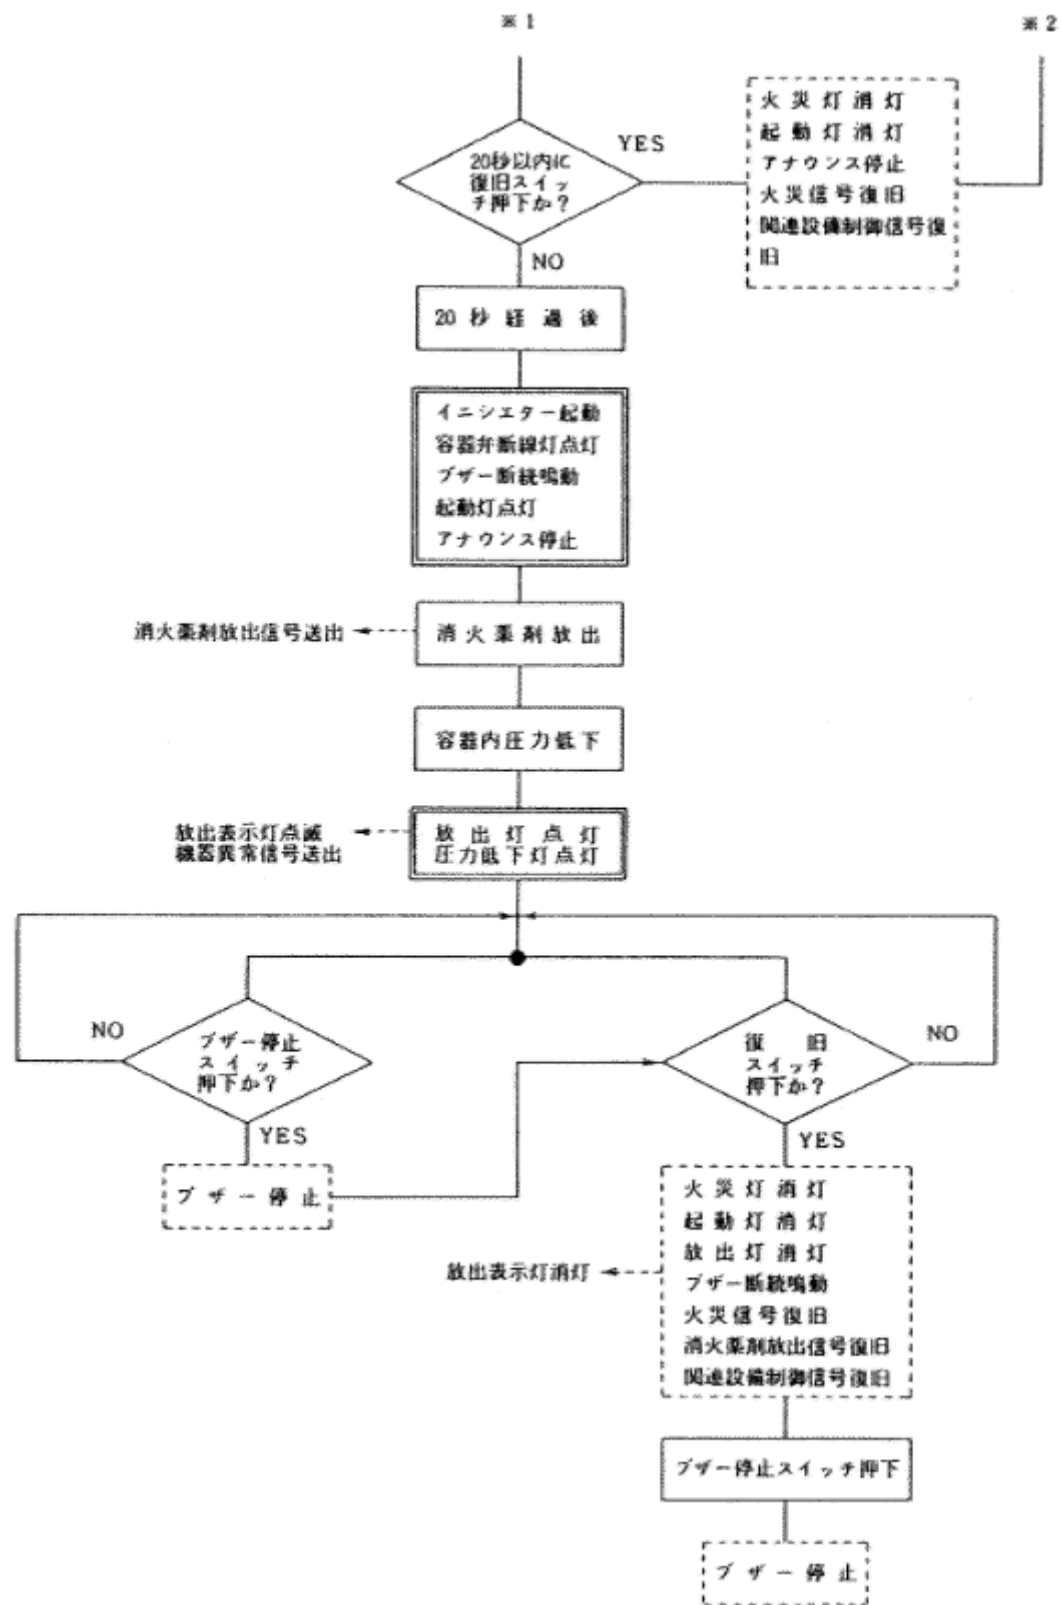 ※1
※2
20秒以内に
復旧スイッ
チ押下か？
YES
火災灯消灯
起動灯消灯
アナウンス停止
火災信号復旧
関連設備制御信号復
旧
NO
20秒経過後
イニシエター起動
容器弁断線灯点灯
ブザー断続鳴動
起動灯点灯
アナウンス停止
消火薬剤放出信号送出
消火薬剤放出
容器内圧力低下
放出表示灯点滅
機器異常信号送出
放出灯点灯
圧力低下灯点灯
NO
ブザー停止
スイッチ
押下か？
YES
ブザー停止
復旧
スイッチ
押下か？
NO
YES
火災灯消灯
起動灯消灯
放出灯消灯
ブザー断続鳴動
火災信号復旧
消火薬剤放出信号復旧
関連設備制御信号復旧
放出表示灯消灯
ブザー停止スイッチ押下
ブザー停止